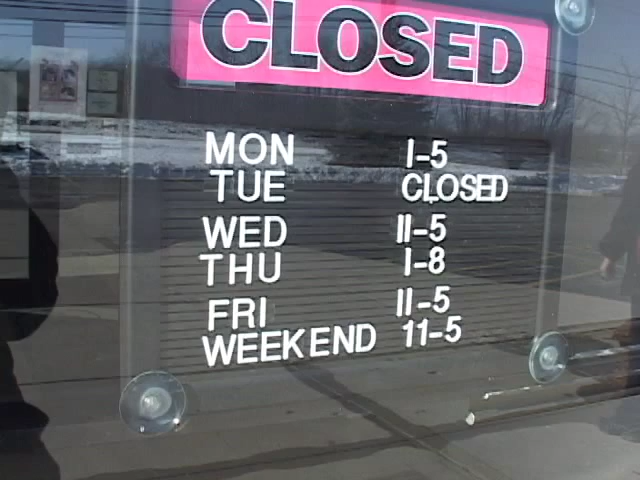 CLOSED
MON 1-5
TUE CLOSED
WED 11-5
THU 1-8
FRI 11-5
WEEKEND 11-5